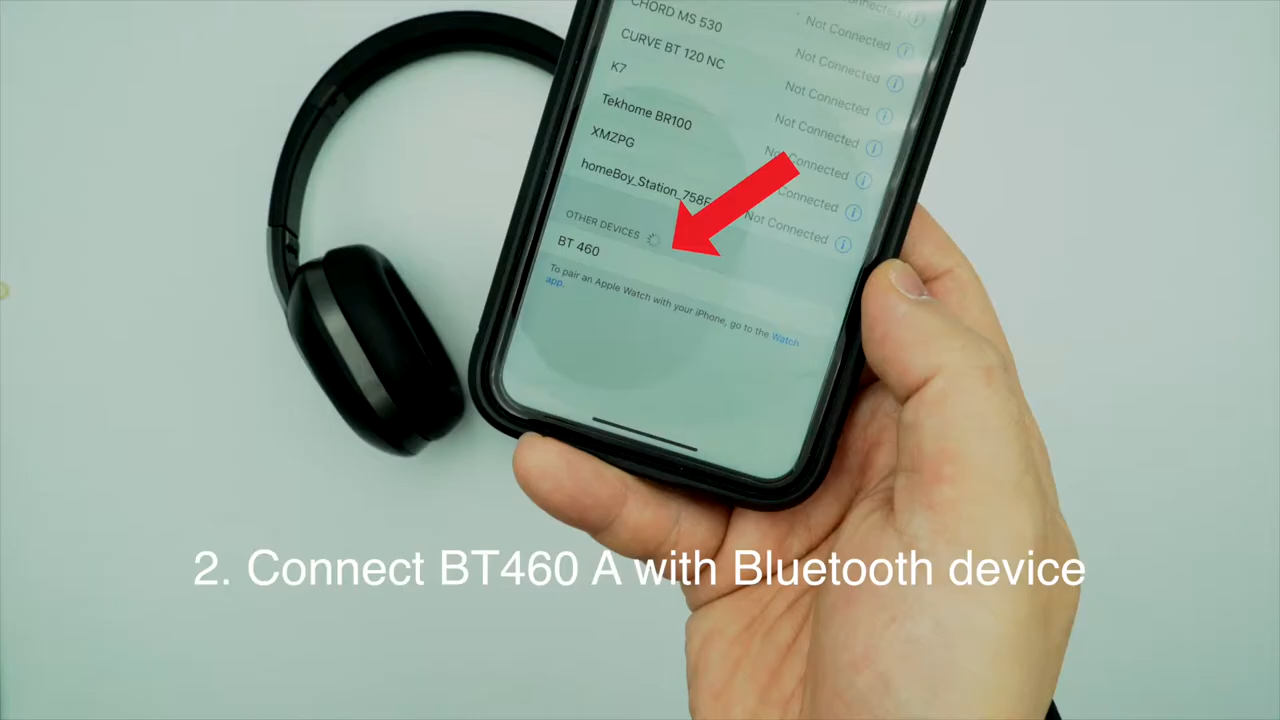 CHORD MS 530
Not Connected
CURVE BT 120 NC
Not Connected
K7
Not Connected
Tekhome BR100
Not Connected
XMZPG
Not Connected
homeBoy_Station_758F
Connected
Not Connected
OTHER DEVICES
BT 460
To pair an Apple Watch with your iPhone, go to the Watch
app.
2. Connect BT460 A with Bluetooth device